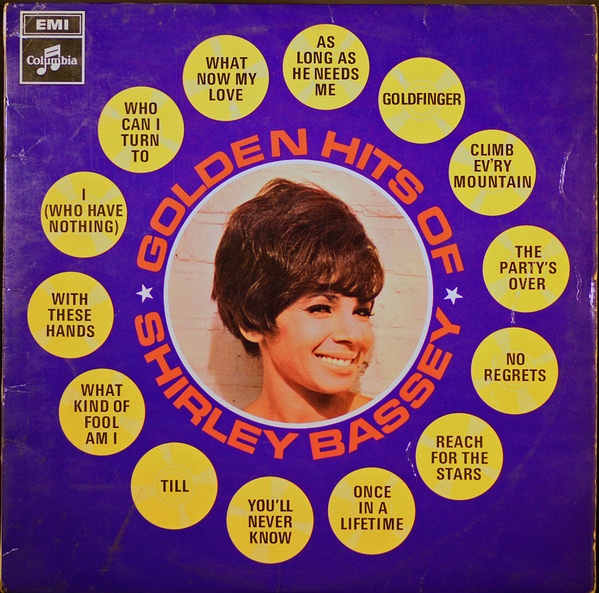 EMI
Columbia
GOLDEN HITS OF
SHIRLEY BASSEY
AS
LONG AS
HE NEEDS
ME
GOLDFINGER
CLIMB
EV'RY
MOUNTAIN
THE
PARTY'S
OVER
NO
REGRETS
REACH
FOR THE
STARS
ONCE
IN A
LIFETIME
YOU'LL
NEVER
KNOW
TILL
WHAT
KIND OF
FOOL
AM I
WITH
THESE
HANDS
I
(WHO HAVE
NOTHING)
WHO
CAN I
TURN
TO
WHAT
NOW MY
LOVE